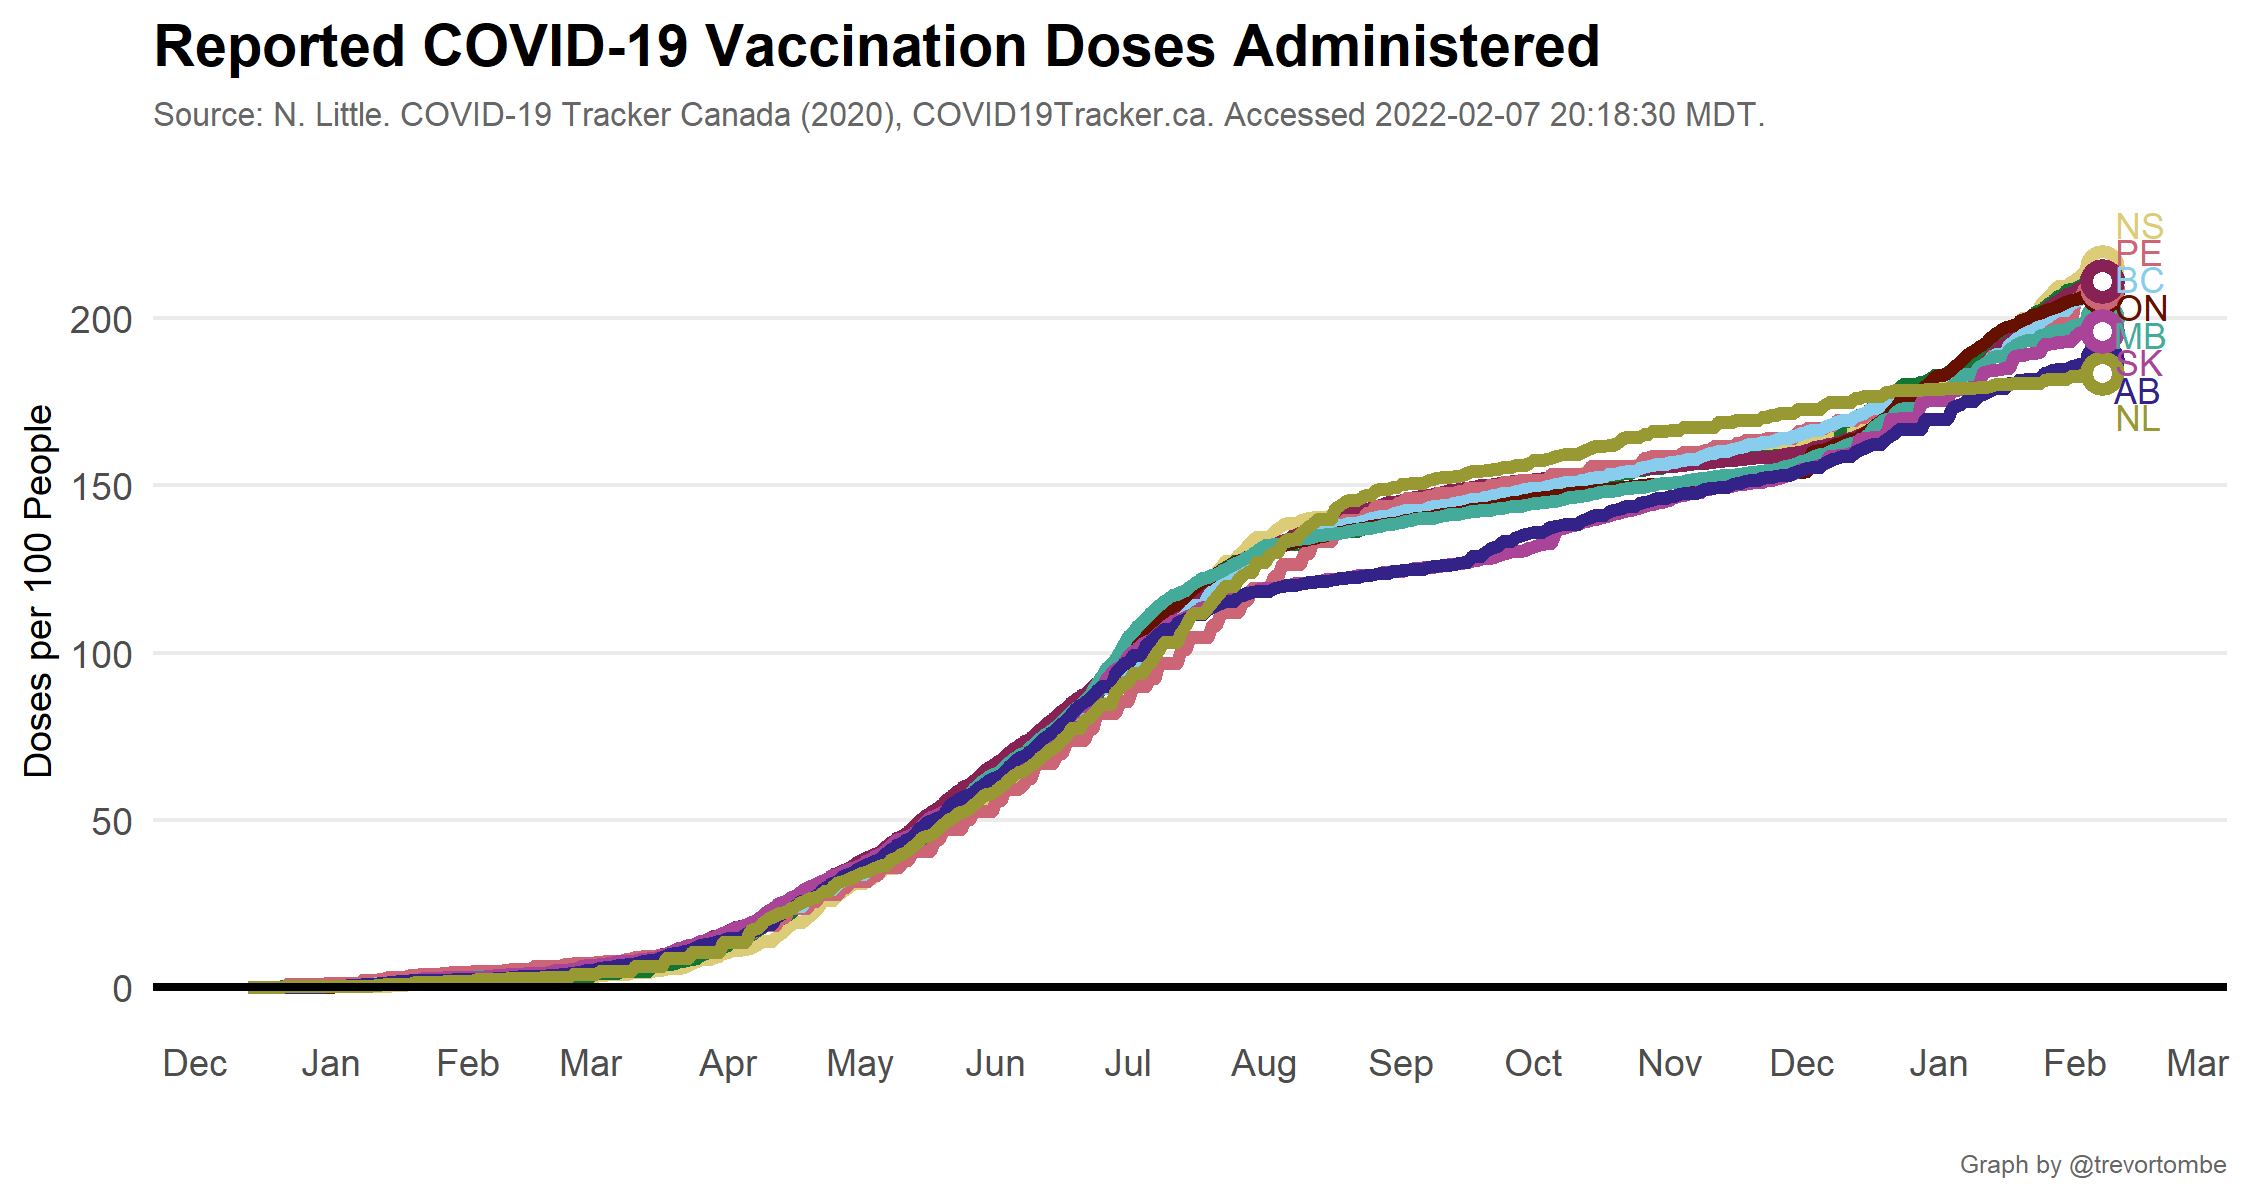 Reported COVID-19 Vaccination Doses Administered
Source: N. Little. COVID-19 Tracker Canada (2020), COVID19Tracker.ca. Accessed 2022-02-07 20:18:30 MDT.
Doses per 100 People
200
150
100
50
0
NS
PE
BC
ON
MB
SK
AB
NL
Dec Jan Feb Mar Apr May Jun Jul Aug Sep Oct Nov Dec Jan Feb Mar
Graph by @trevortombe